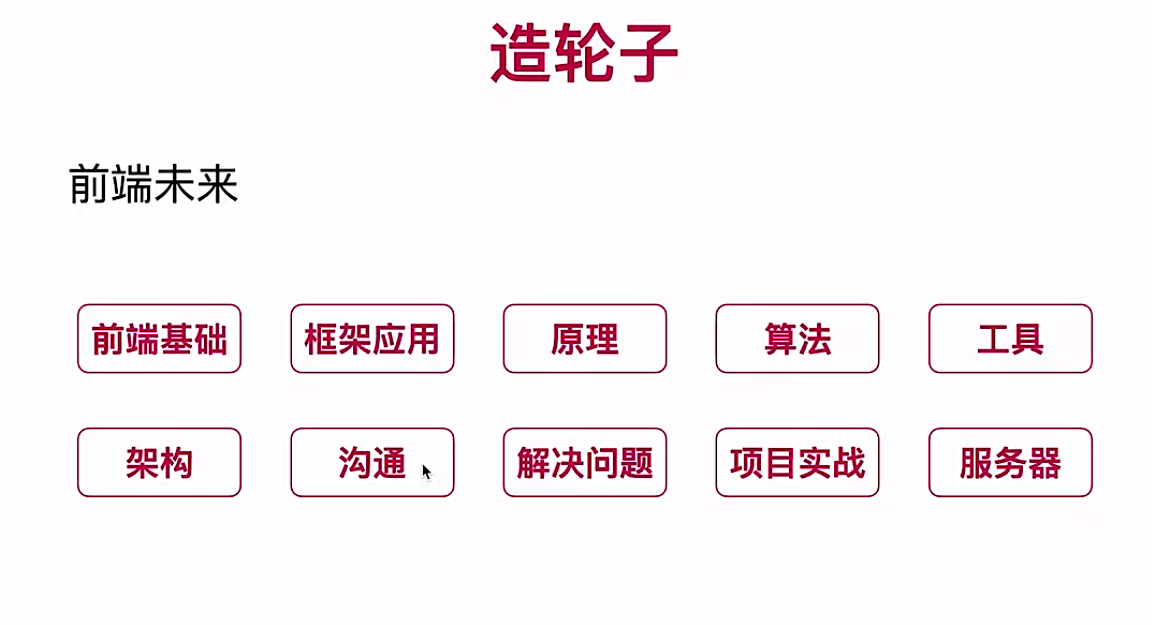 造轮子
前端未来
前端基础 框架应用 原理 算法 工具
架构 沟通 解决问题 项目实战 服务器